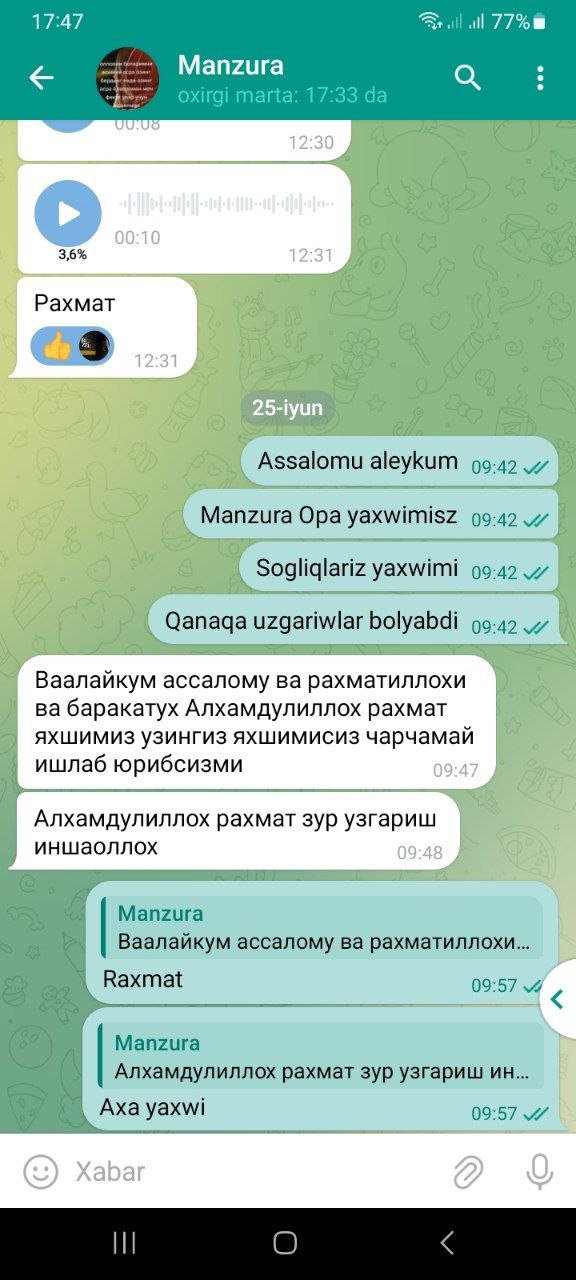 17:47
77%
Manzura
oxirgi marta: 17:33 da
00:08
12:30
00:10
3,6%
12:31
Рахмат
12:31
25-iyun
Assalomu aleykum 09:42
Manzura Opa yaxwimisz 09:42
Sogliqlariz yaxwimi 09:42
Qanaqa uzgariwlar bolyabdi 09:42
Ваалайкум ассалому ва рахматиллохи
ва баракатух Алхамдулиллох рахмат
яхшимиз узингиз яхшимисиз чарчамай
ишлаб юрибсизми
09:47
Алхамдулиллох рахмат зур узгариш
иншаоллох
09:48
Manzura
Ваалайкум ассалому ва рахматиллохи...
Raxmat
09:57
Manzura
Алхамдулиллох рахмат зур узгариш ин...
Axa yaxwi
09:57
Xabar